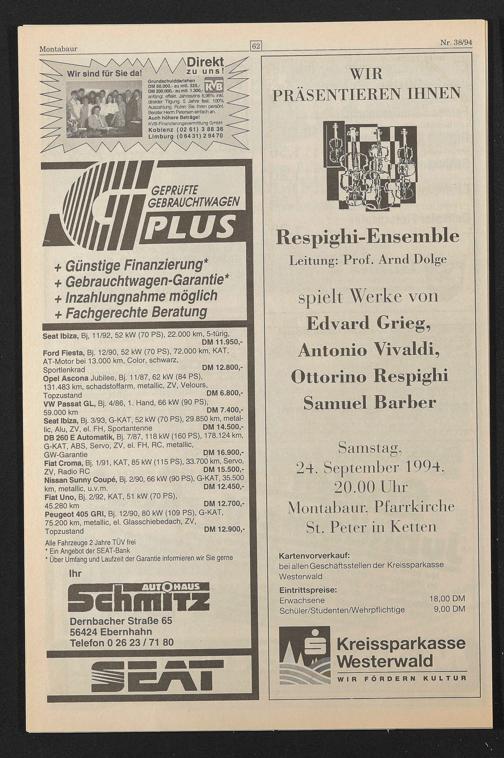 Montabaur
62
Nr. 38/94
Wir sind für Sie da!
Direkt
zu uns!
Grundschulddarlehen
KVB
Auch höhere Beträge!
KVB-Finanzierungsvermittlung GmbH
Koblenz (02 61) 3 88 36
Limburg (0 64 31) 2 94 70
GEPRÜFTE
GEBRAUCHTWAGEN
G PLUS
+ Günstige Finanzierung*
+ Gebrauchtwagen-Garantie*
+ Inzahlungnahme möglich
+ Fachgerechte Beratung
Seat Ibiza, Bj. 11/92, 52 kW (70 PS), 22.000 km, 5-türig,
DM 11.950,-
Ford Fiesta, Bj. 12/90, 52 kW (70 PS), 72.000 km, KAT,
AT-Motor bei 13.000 km, Color, schwarz,
Sportlenkrad DM 12.800,-
Opel Ascona Jubilee, Bj. 11/87, 62 kW (84 PS),
131.483 km, schadstoffarm, metallic, ZV, Velours,
Topzustand DM 6.800,-
VW Passat GL, Bj. 4/86, 1. Hand, 66 kW (90 PS),
59.000 km DM 7.400,-
Seat Ibiza, Bj. 3/93, G-KAT, 52 kW (70 PS), 29.850 km, metal-
lic, Alu, ZV, el. FH, Sportantenne DM 14.500,-
DB 260 E Automatik, Bj. 7/87, 118 kW (160 PS), 178.124 km,
G-KAT, ABS, Servo, ZV, el. FH, RC, metallic,
GW-Garantie DM 16.900,-
Fiat Croma, Bj. 1/91, KAT, 85 kW (115 PS), 33.700 km, Servo,
ZV, Radio RC DM 15.500,-
Nissan Sunny Coupé, Bj. 2/90, 66 kW (90 PS), G-KAT, 35.500
km, metallic, u.v.m. DM 12.450,-
Fiat Uno, Bj. 2/92, KAT, 51 kW (70 PS),
45.280 km DM 12.700,-
Peugeot 405 GRI, Bj. 12/90, 80 kW (109 PS), G-KAT,
75.200 km, metallic, el. Glasschiebedach, ZV,
Topzustand DM 12.900,-
Alle Fahrzeuge 2 Jahre TÜV frei
* Ein Angebot der SEAT-Bank
* Über Umfang und Laufzeit der Garantie informieren wir Sie gerne
Ihr
AUTOHAUS
Schmitz
Dernbacher Straße 65
56424 Ebernhahn
Telefon 0 26 23 / 71 80
SEAT
WIR
PRÄSENTIEREN IHNEN
Respighi-Ensemble
Leitung: Prof. Arnd Dolge
spielt Werke von
Edvard Grieg,
Antonio Vivaldi,
Ottorino Respighi
Samuel Barber
Samstag,
24. September 1994,
20.00 Uhr
Montabaur, Pfarrkirche
St. Peter in Ketten
Kartenvorverkauf:
bei allen Geschäftsstellen der Kreissparkasse
Westerwald
Eintrittspreise:
Erwachsene 18,00 DM
Schüler/Studenten/Wehrpflichtige 9,00 DM
Kreissparkasse
Westerwald
WIR FÖRDERN KULTUR